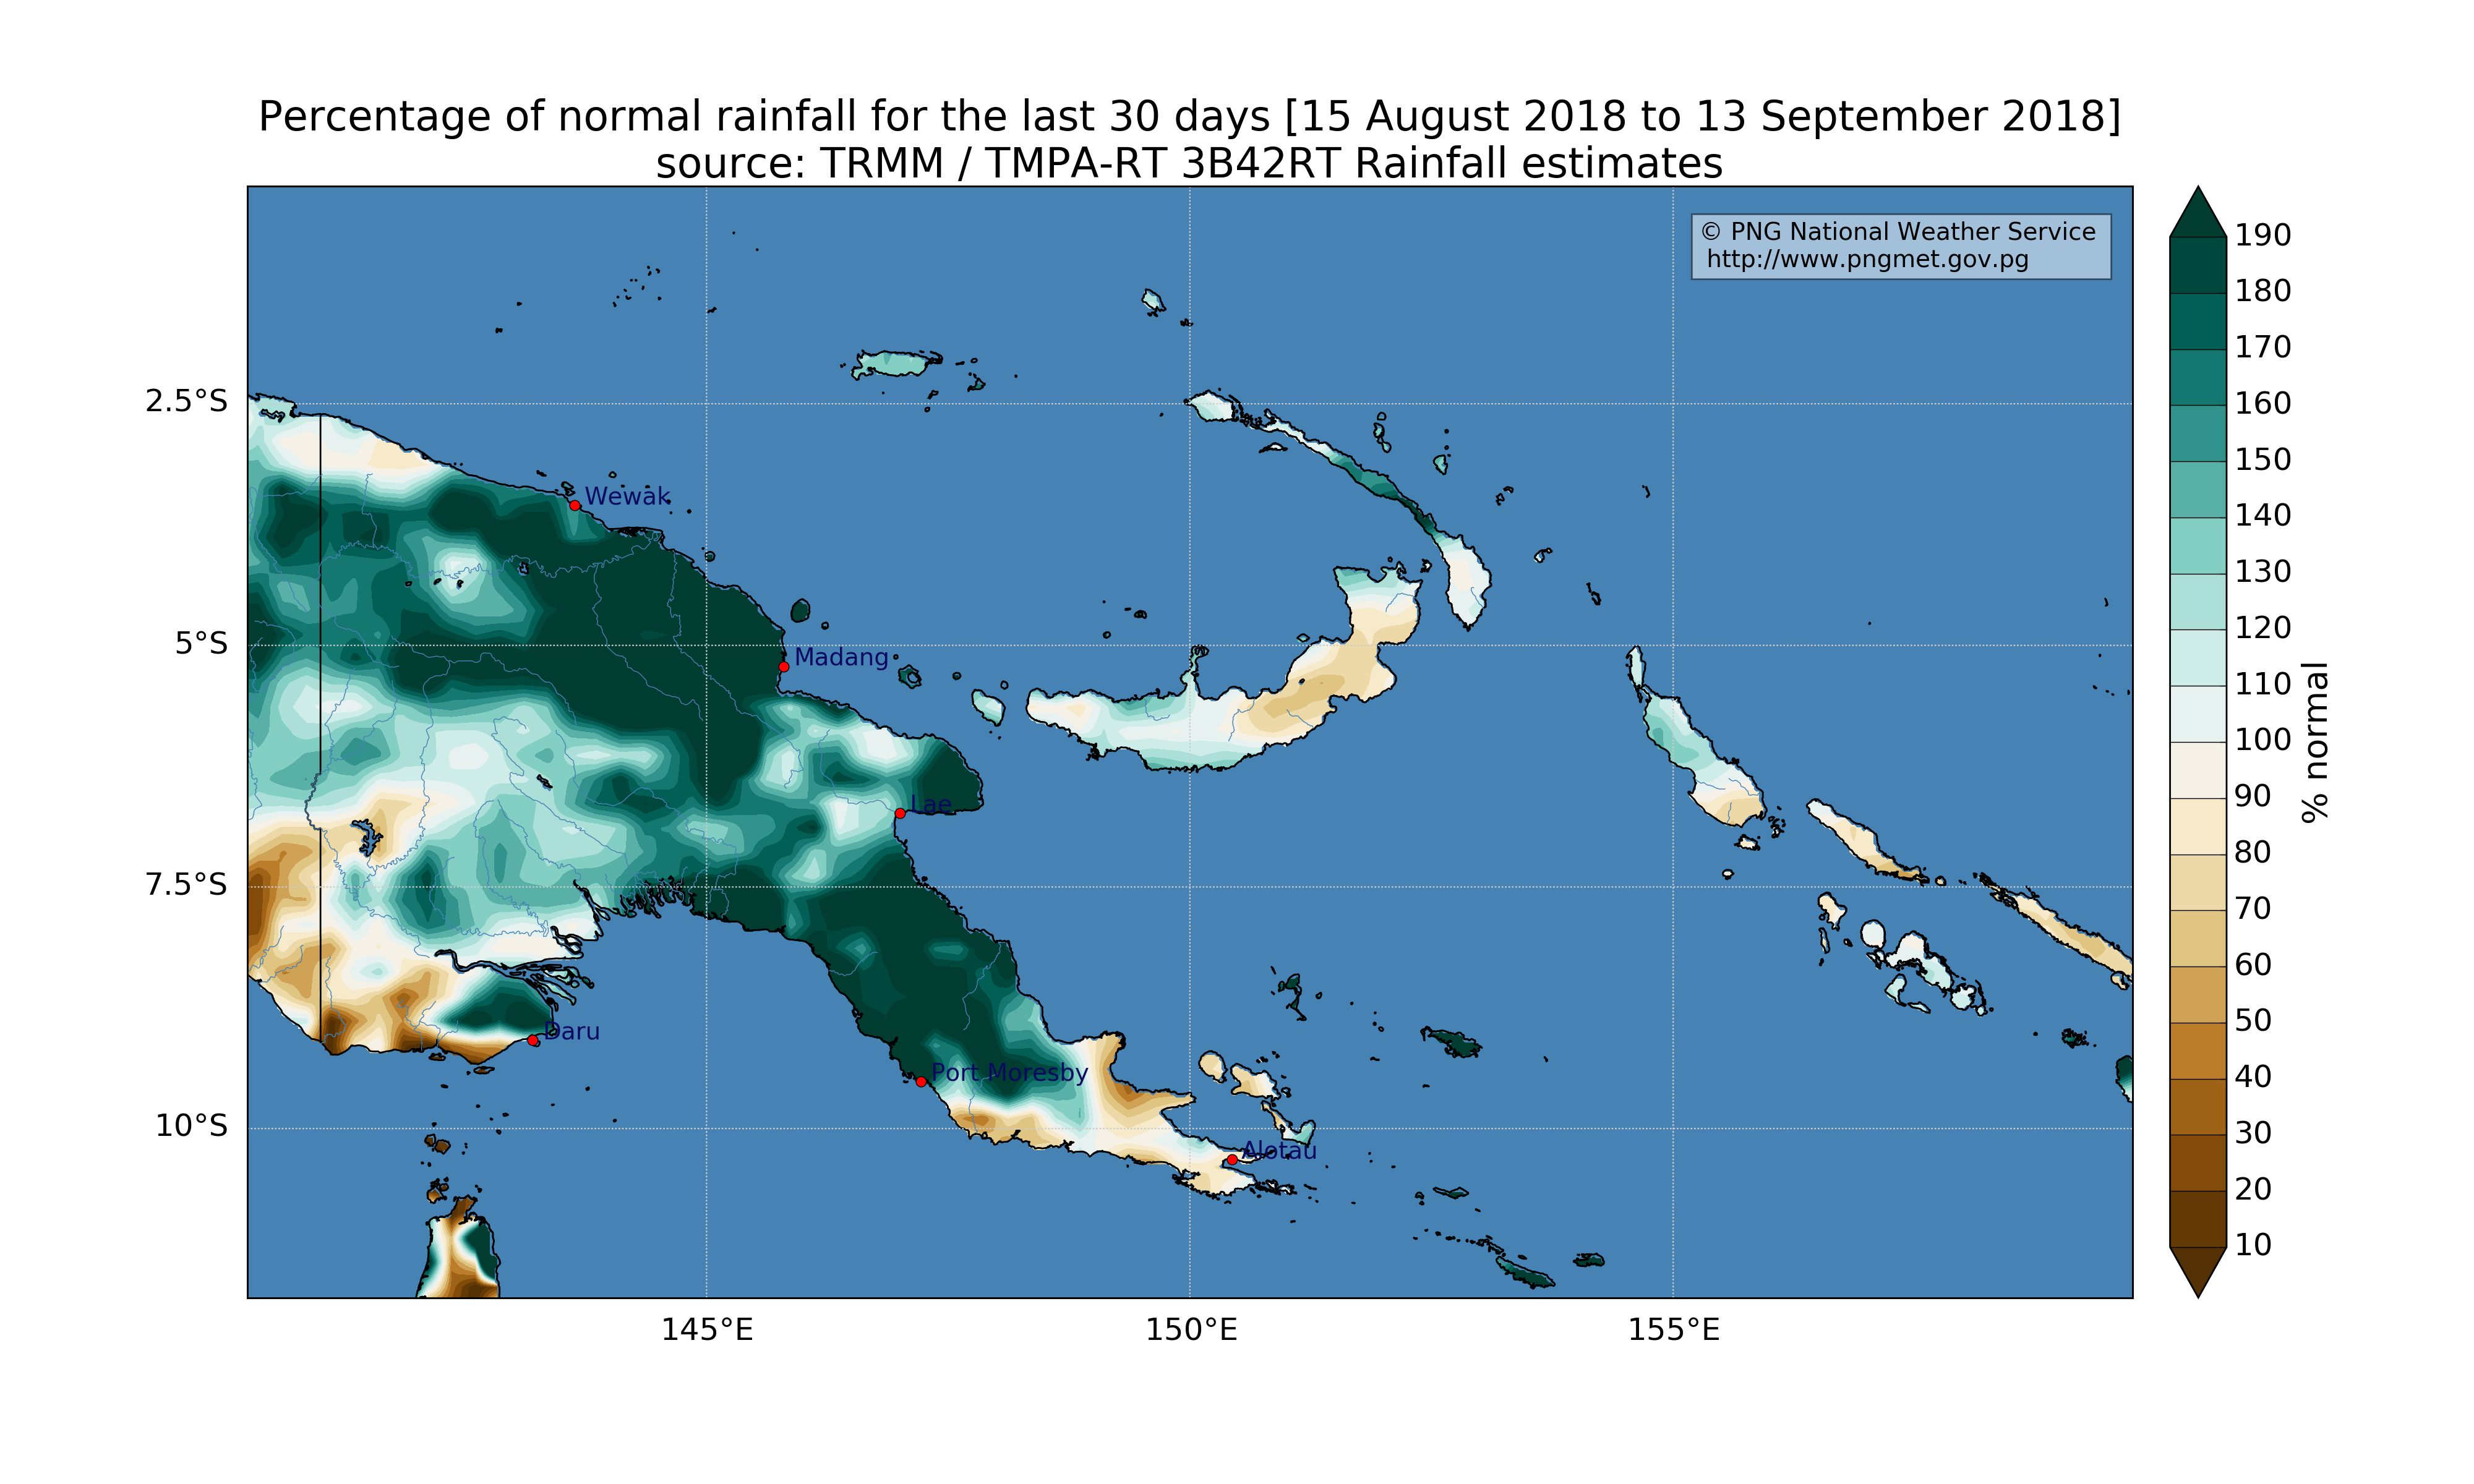 Percentage of normal rainfall for the last 30 days [15 August 2018 to 13 September 2018]
source: TRMM / TMPA-RT 3B42RT Rainfall estimates
© PNG National Weather Service
http://www.pngmet.gov.pg
2.5°S
5°S
7.5°S
10°S
Wewak
Madang
Lae
Daru
Port Moresby
Alotau
145°E
150°E
155°E
190
180
170
160
150
140
130
120
110
100
90
80
70
60
50
40
30
20
10
% normal